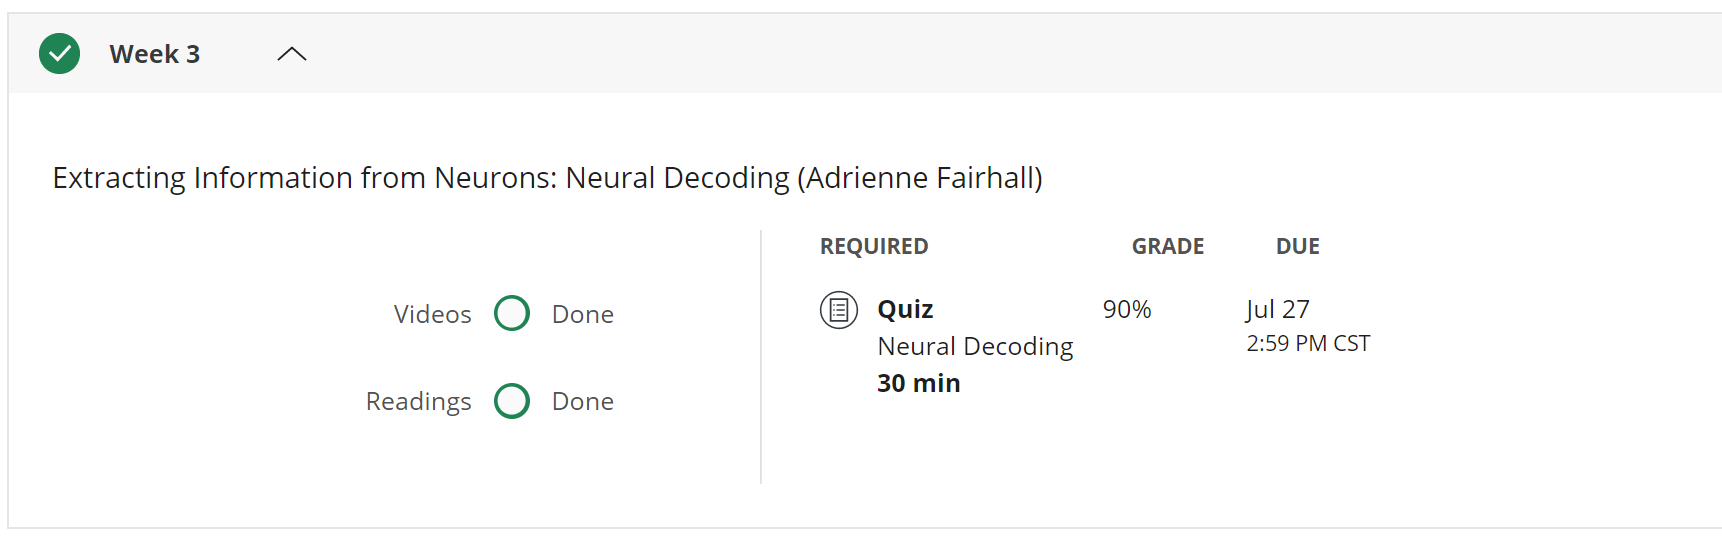 Week 3
Extracting Information from Neurons: Neural Decoding (Adrienne Fairhall)
Videos Done
Readings Done
REQUIRED GRADE DUE
Quiz 90% Jul 27
Neural Decoding 2:59 PM CST
30 min